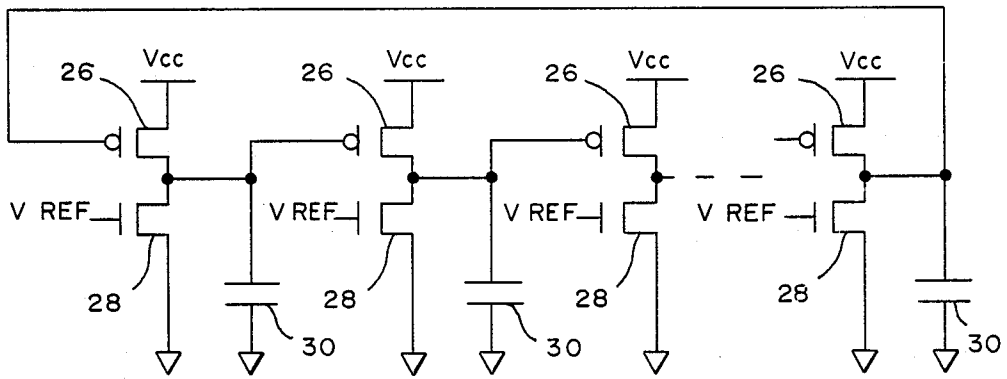 26 Vcc 26 Vcc 26 Vcc 26 Vcc
V REF V REF V REF V REF
28 28 28 28
30 30 30